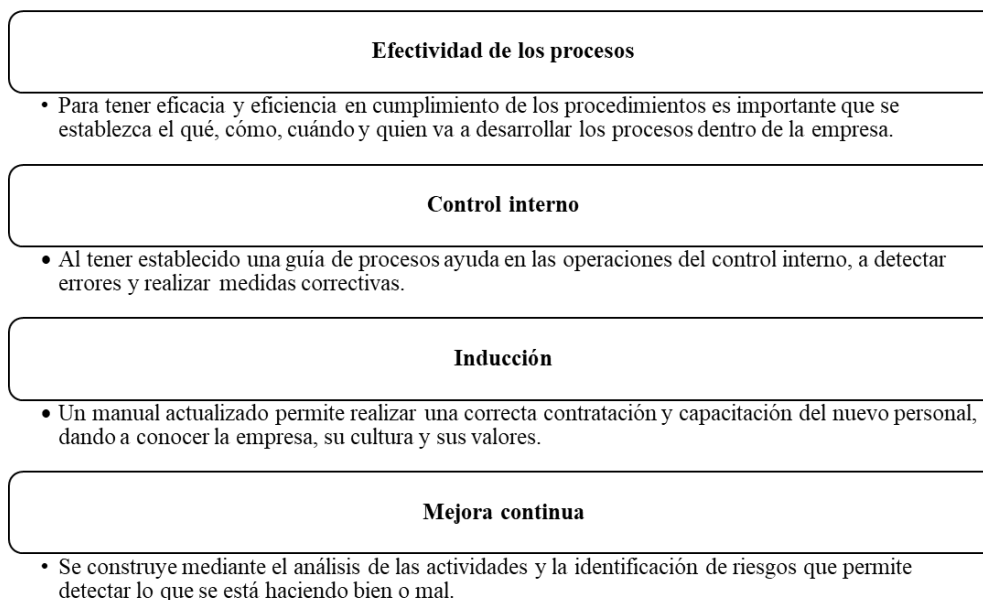 Efectividad de los procesos
• Para tener eficacia y eficiencia en cumplimiento de los procedimientos es importante que se
establezca el qué, cómo, cuándo y quien va a desarrollar los procesos dentro de la empresa.
Control interno
• Al tener establecido una guía de procesos ayuda en las operaciones del control interno, a detectar
errores y realizar medidas correctivas.
Inducción
• Un manual actualizado permite realizar una correcta contratación y capacitación del nuevo personal,
dando a conocer la empresa, su cultura y sus valores.
Mejora continua
• Se construye mediante el análisis de las actividades y la identificación de riesgos que permite
detectar lo que se está haciendo bien o mal.